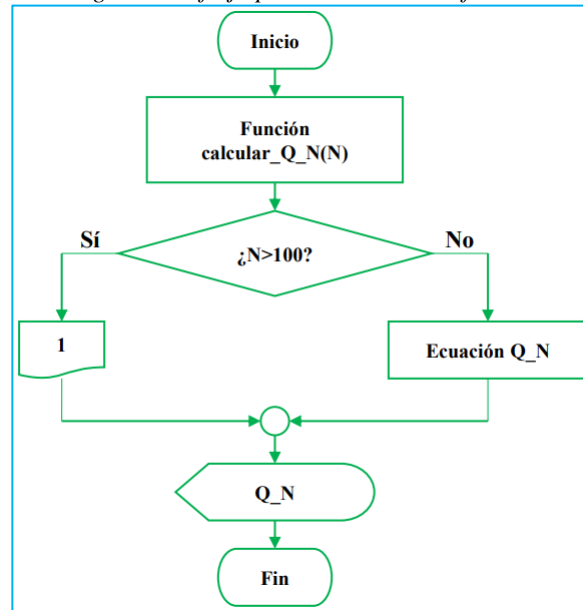 Inicio
Función
calcular_Q_N(N)
¿N>100?
Sí
No
1
Ecuación Q_N
Q_N
Fin